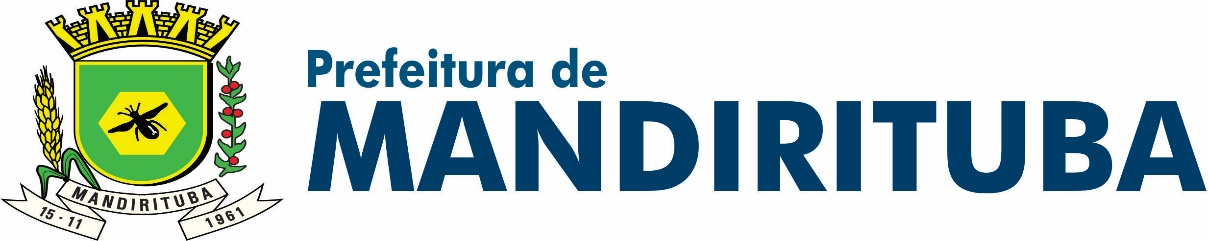 Prefeitura de
MANDIRITUBA
MANDIRITUBA
15 - 11
1961